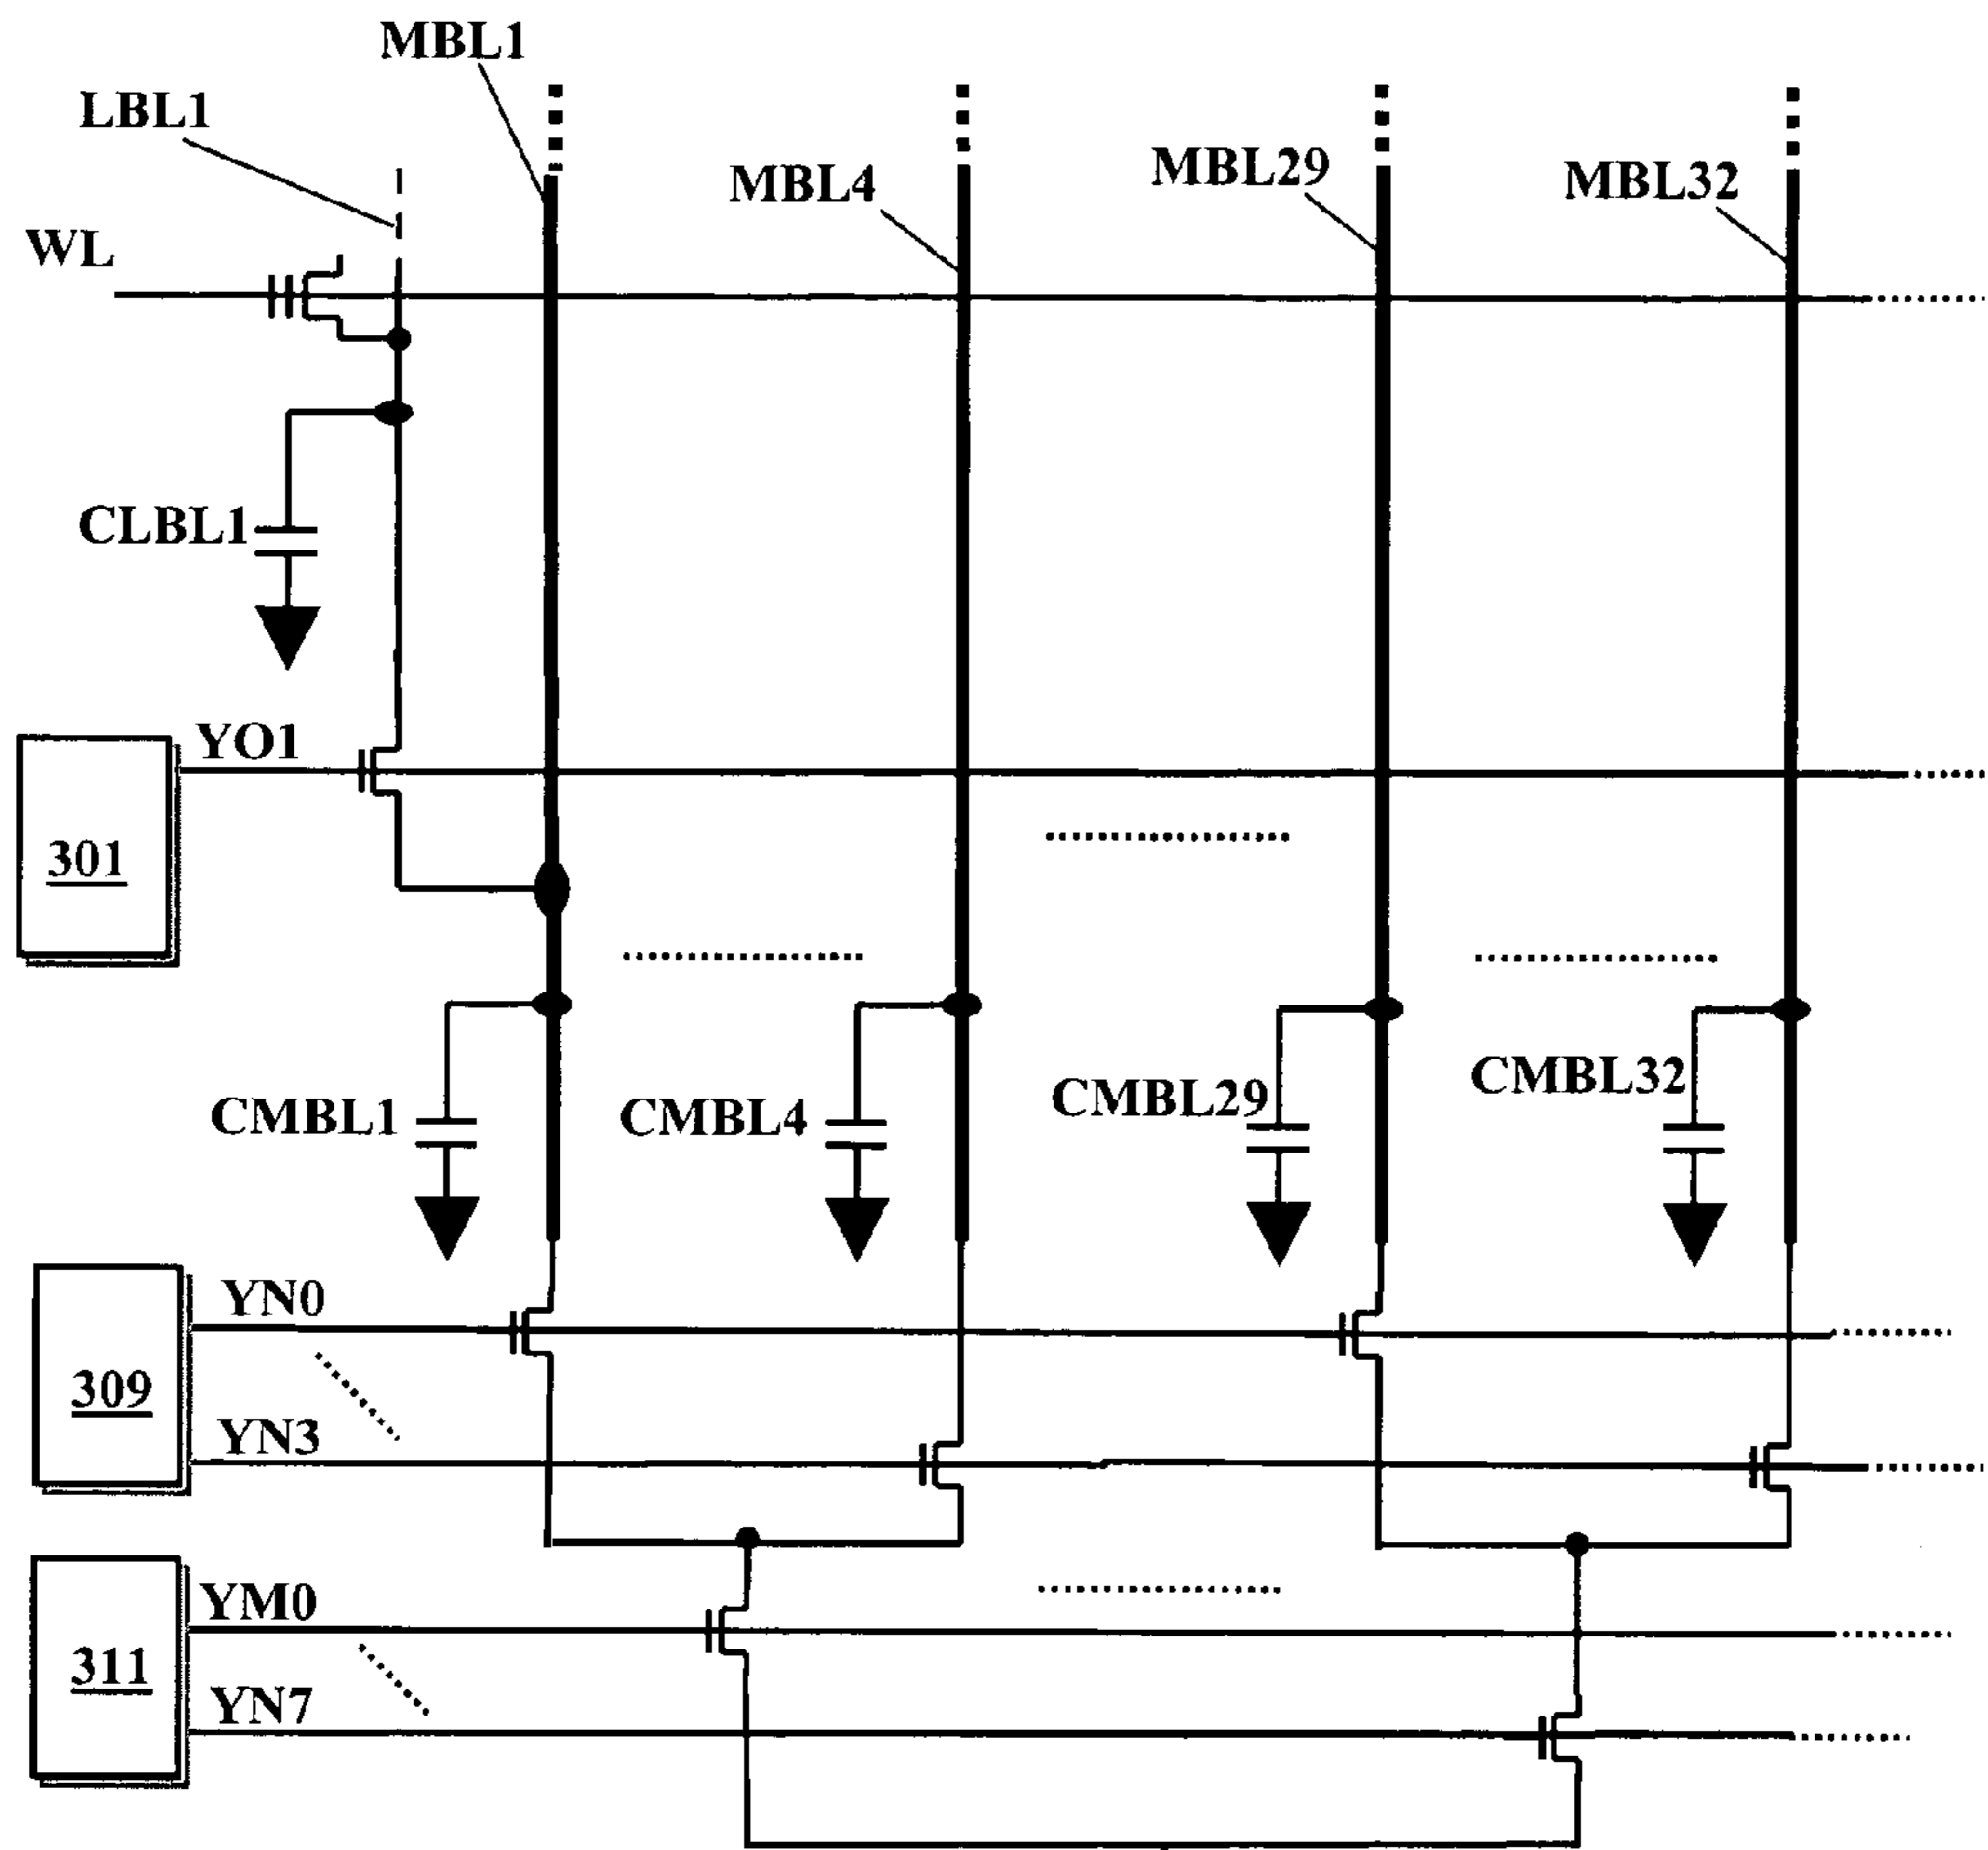 MBL1
LBL1
MBL4
MBL29
MBL32
WL
CLBL1
YO1
301
CMBL1
CMBL4
CMBL29
CMBL32
YN0
309
YN3
YM0
311
YN7